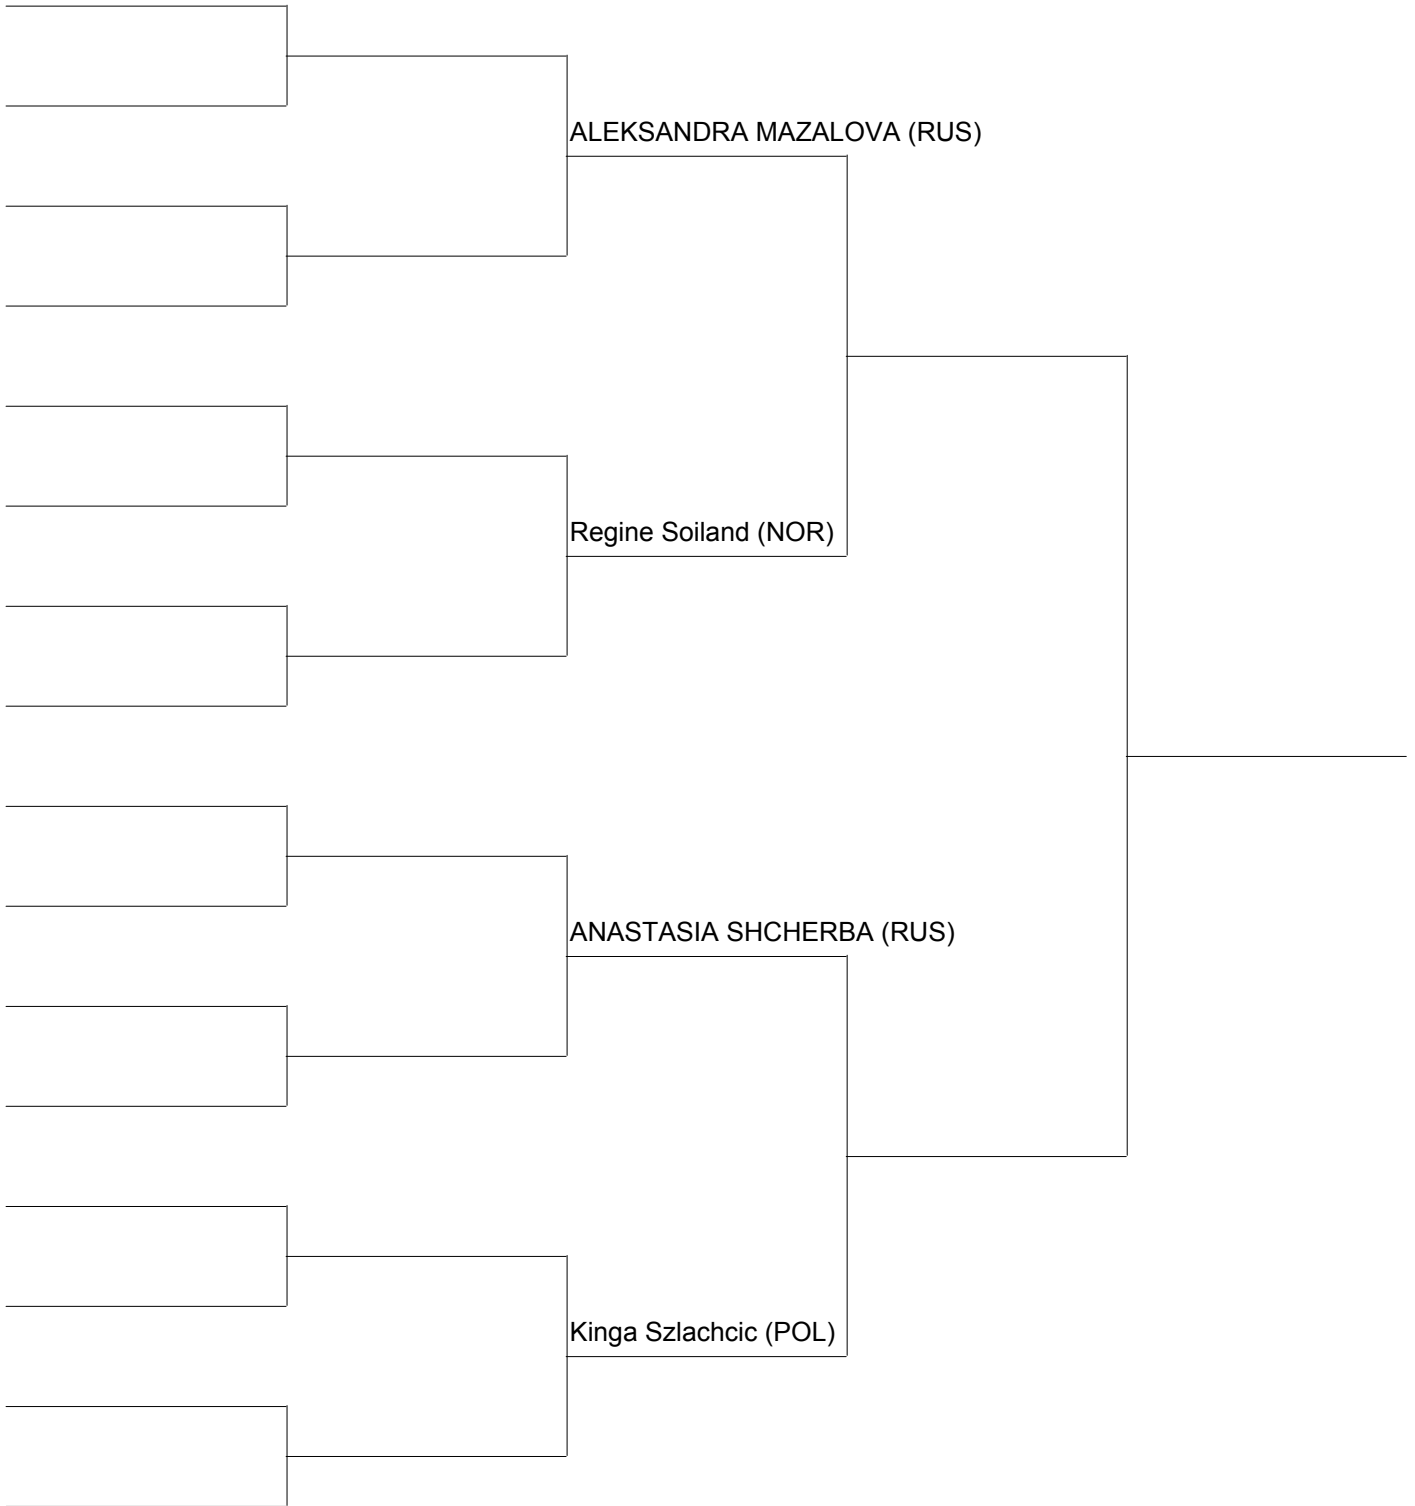 ALEKSANDRA MAZALOVA (RUS)
Regine Soiland (NOR)
ANASTASIA SHCHERBA (RUS)
Kinga Szlachcic (POL)